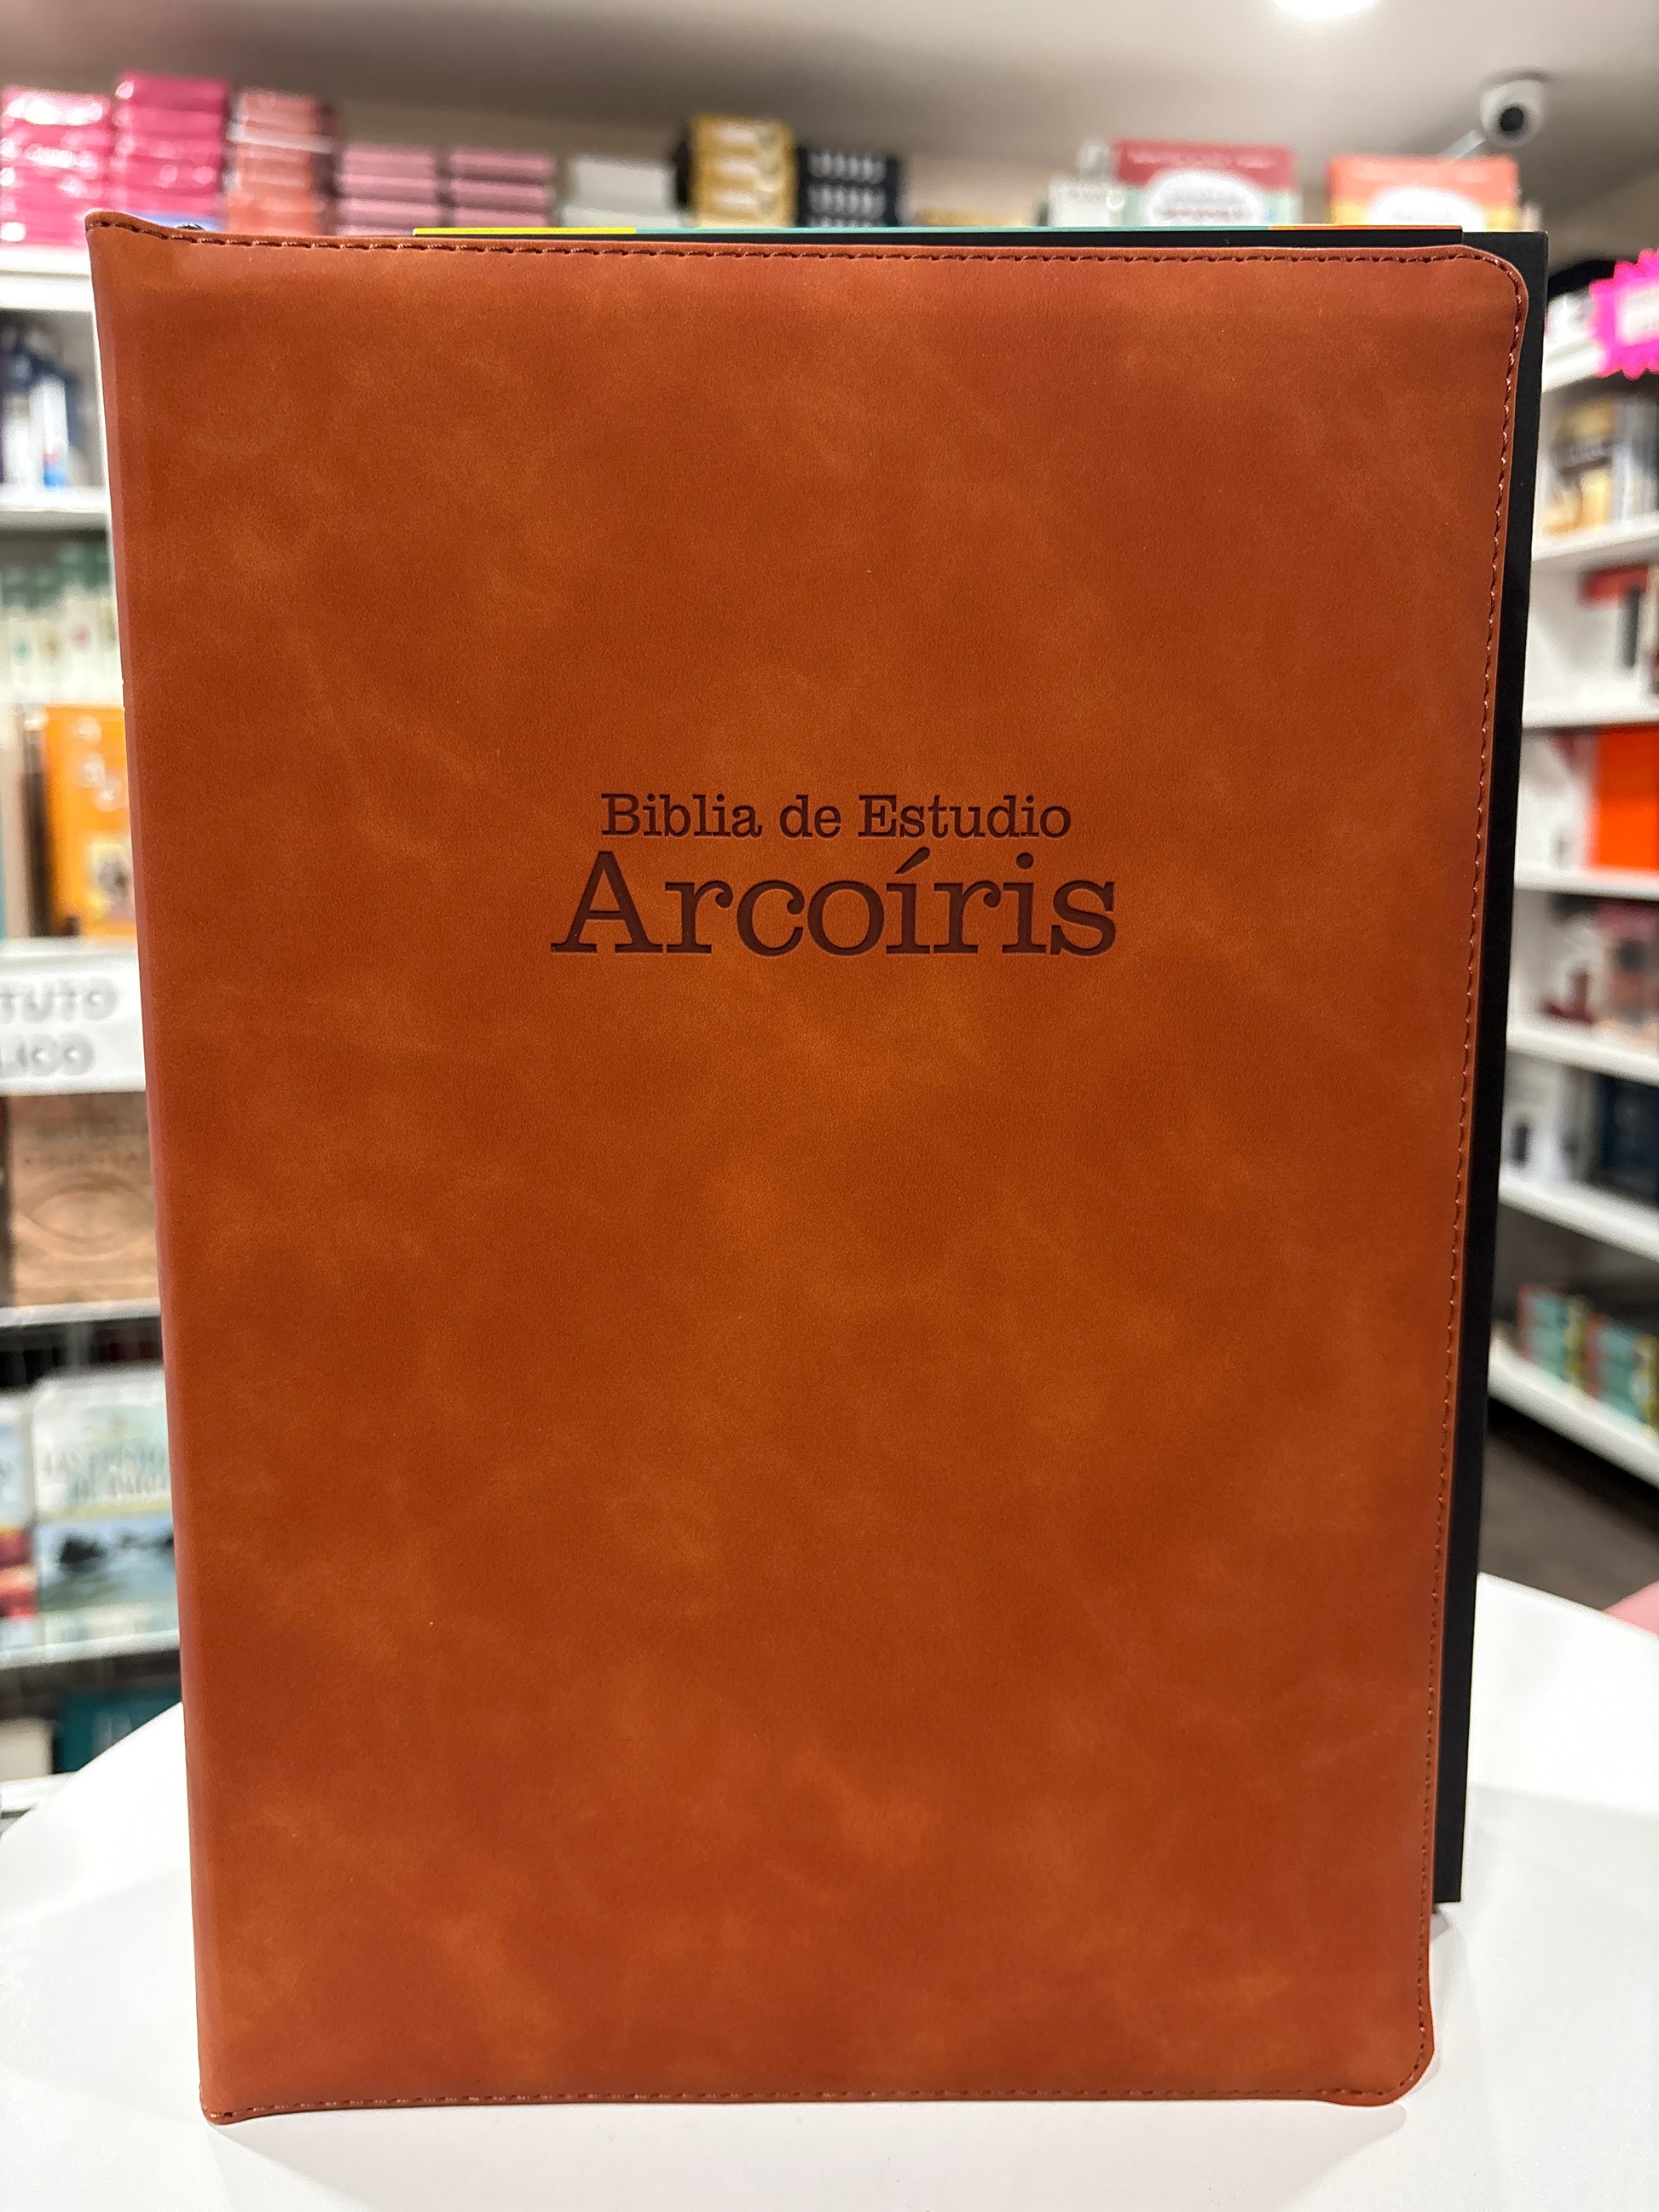 Biblia de Estudio
Arcoíris